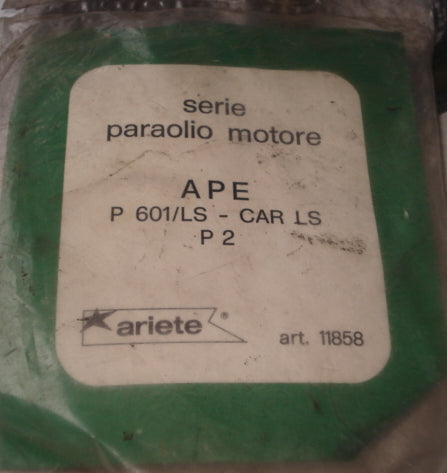 serie
paraolio motore
APE
P 601/LS - CAR LS
P 2
ariete®
art. 11858